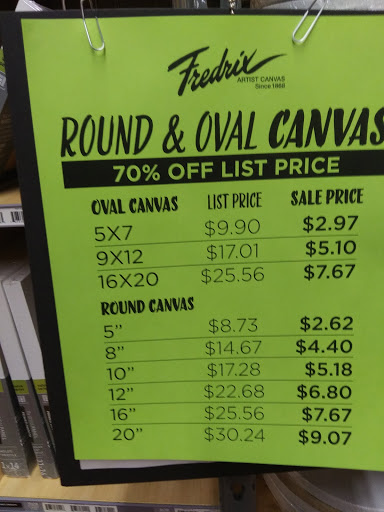 Fredrix
ARTIST CANVAS
Since 1868
ROUND & OVAL CANVAS
70% OFF LIST PRICE
OVAL CANVAS LIST PRICE SALE PRICE
5X7 $9.90 $2.97
9X12 $17.01 $5.10
16X20 $25.56 $7.67
ROUND CANVAS
5" $8.73 $2.62
8" $14.67 $4.40
10" $17.28 $5.18
12" $22.68 $6.80
16" $25.56 $7.67
20" $30.24 $9.07